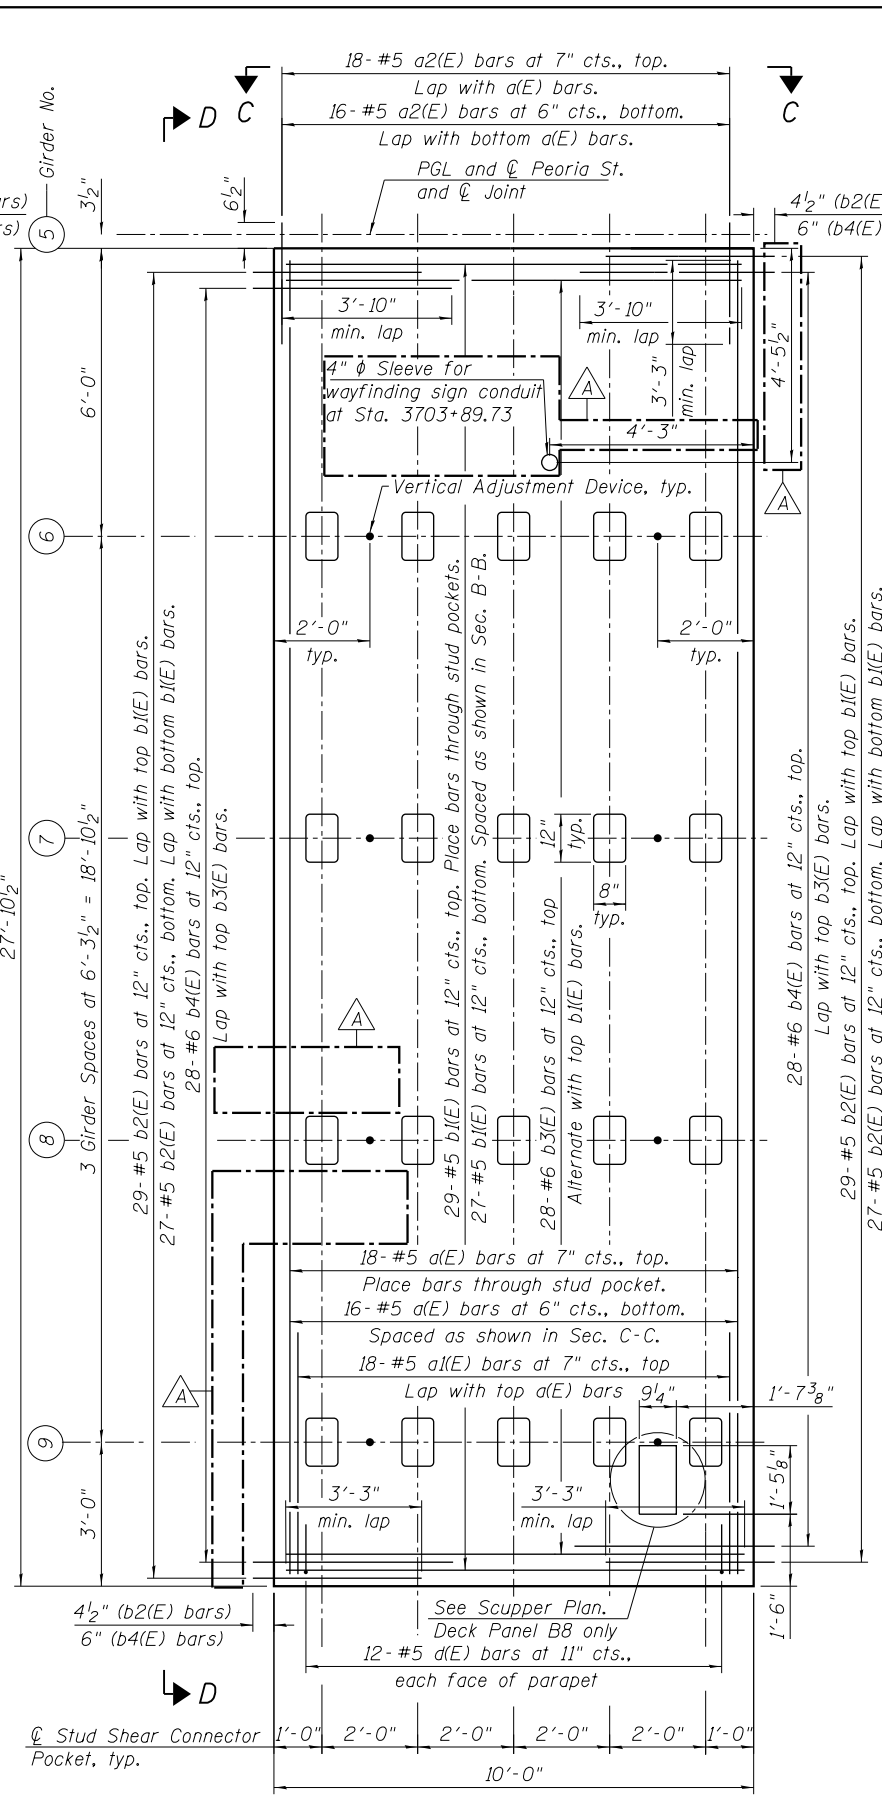 18-#5 a2(E) bars at 7" cts., top.
Lap with a(E) bars.
16-#5 a2(E) bars at 6" cts., bottom.
Lap with bottom a(E) bars.
C
C
D
Girder No.
3½"
6½"
PGL and ℄ Peoria St.
and ℄ Joint
4½" (b2(E
6" (b4(E)
ars)
s)
5
3'-10"
min. lap
3'-10"
min. lap
3'-3"
min. lap
4'-5½"
6'-0"
4" ϕ Sleeve for
wayfinding sign conduit
at Sta. 3703+89.73
A
4'-3"
A
Vertical Adjustment Device, typ.
6
2'-0"
typ.
2'-0"
typ.
29-#5 b2(E) bars at 12" cts., top. Lap with top b1(E) bars.
27-#5 b2(E) bars at 12" cts., bottom. Lap with bottom b1(E) bars.
28-#6 b4(E) bars at 12" cts., top.
Lap with top b3(E) bars.
29-#5 b1(E) bars at 12" cts., top. Place bars through stud pockets.
27-#5 b1(E) bars at 12" cts., bottom. Spaced as shown in Sec. B-B.
28-#6 b3(E) bars at 12" cts., top
Alternate with top b1(E) bars.
28-#6 b4(E) bars at 12" cts., top.
Lap with top b3(E) bars.
29-#5 b2(E) bars at 12" cts., top. Lap with top b1(E) bars.
27-#5 b2(E) bars at 12" cts., bottom. Lap with bottom b1(E) bars.
7
12"
typ.
8"
typ.
27'-10½"
3 Girder Spaces at 6'-3½" = 18'-10½"
A
8
18-#5 a(E) bars at 7" cts., top.
Place bars through stud pocket.
16-#5 a(E) bars at 6" cts., bottom.
Spaced as shown in Sec. C-C.
18-#5 a1(E) bars at 7" cts., top
Lap with top a(E) bars
9¼"
1'-7⅜"
A
9
3'-0"
3'-3"
min. lap
3'-3"
min. lap
1'-5⅛"
1'-6"
4½" (b2(E) bars)
6" (b4(E) bars)
See Scupper Plan.
Deck Panel B8 only
12-#5 d(E) bars at 11" cts.,
each face of parapet
D
℄ Stud Shear Connector
Pocket, typ.
1'-0"
2'-0"
2'-0"
2'-0"
2'-0"
1'-0"
10'-0"